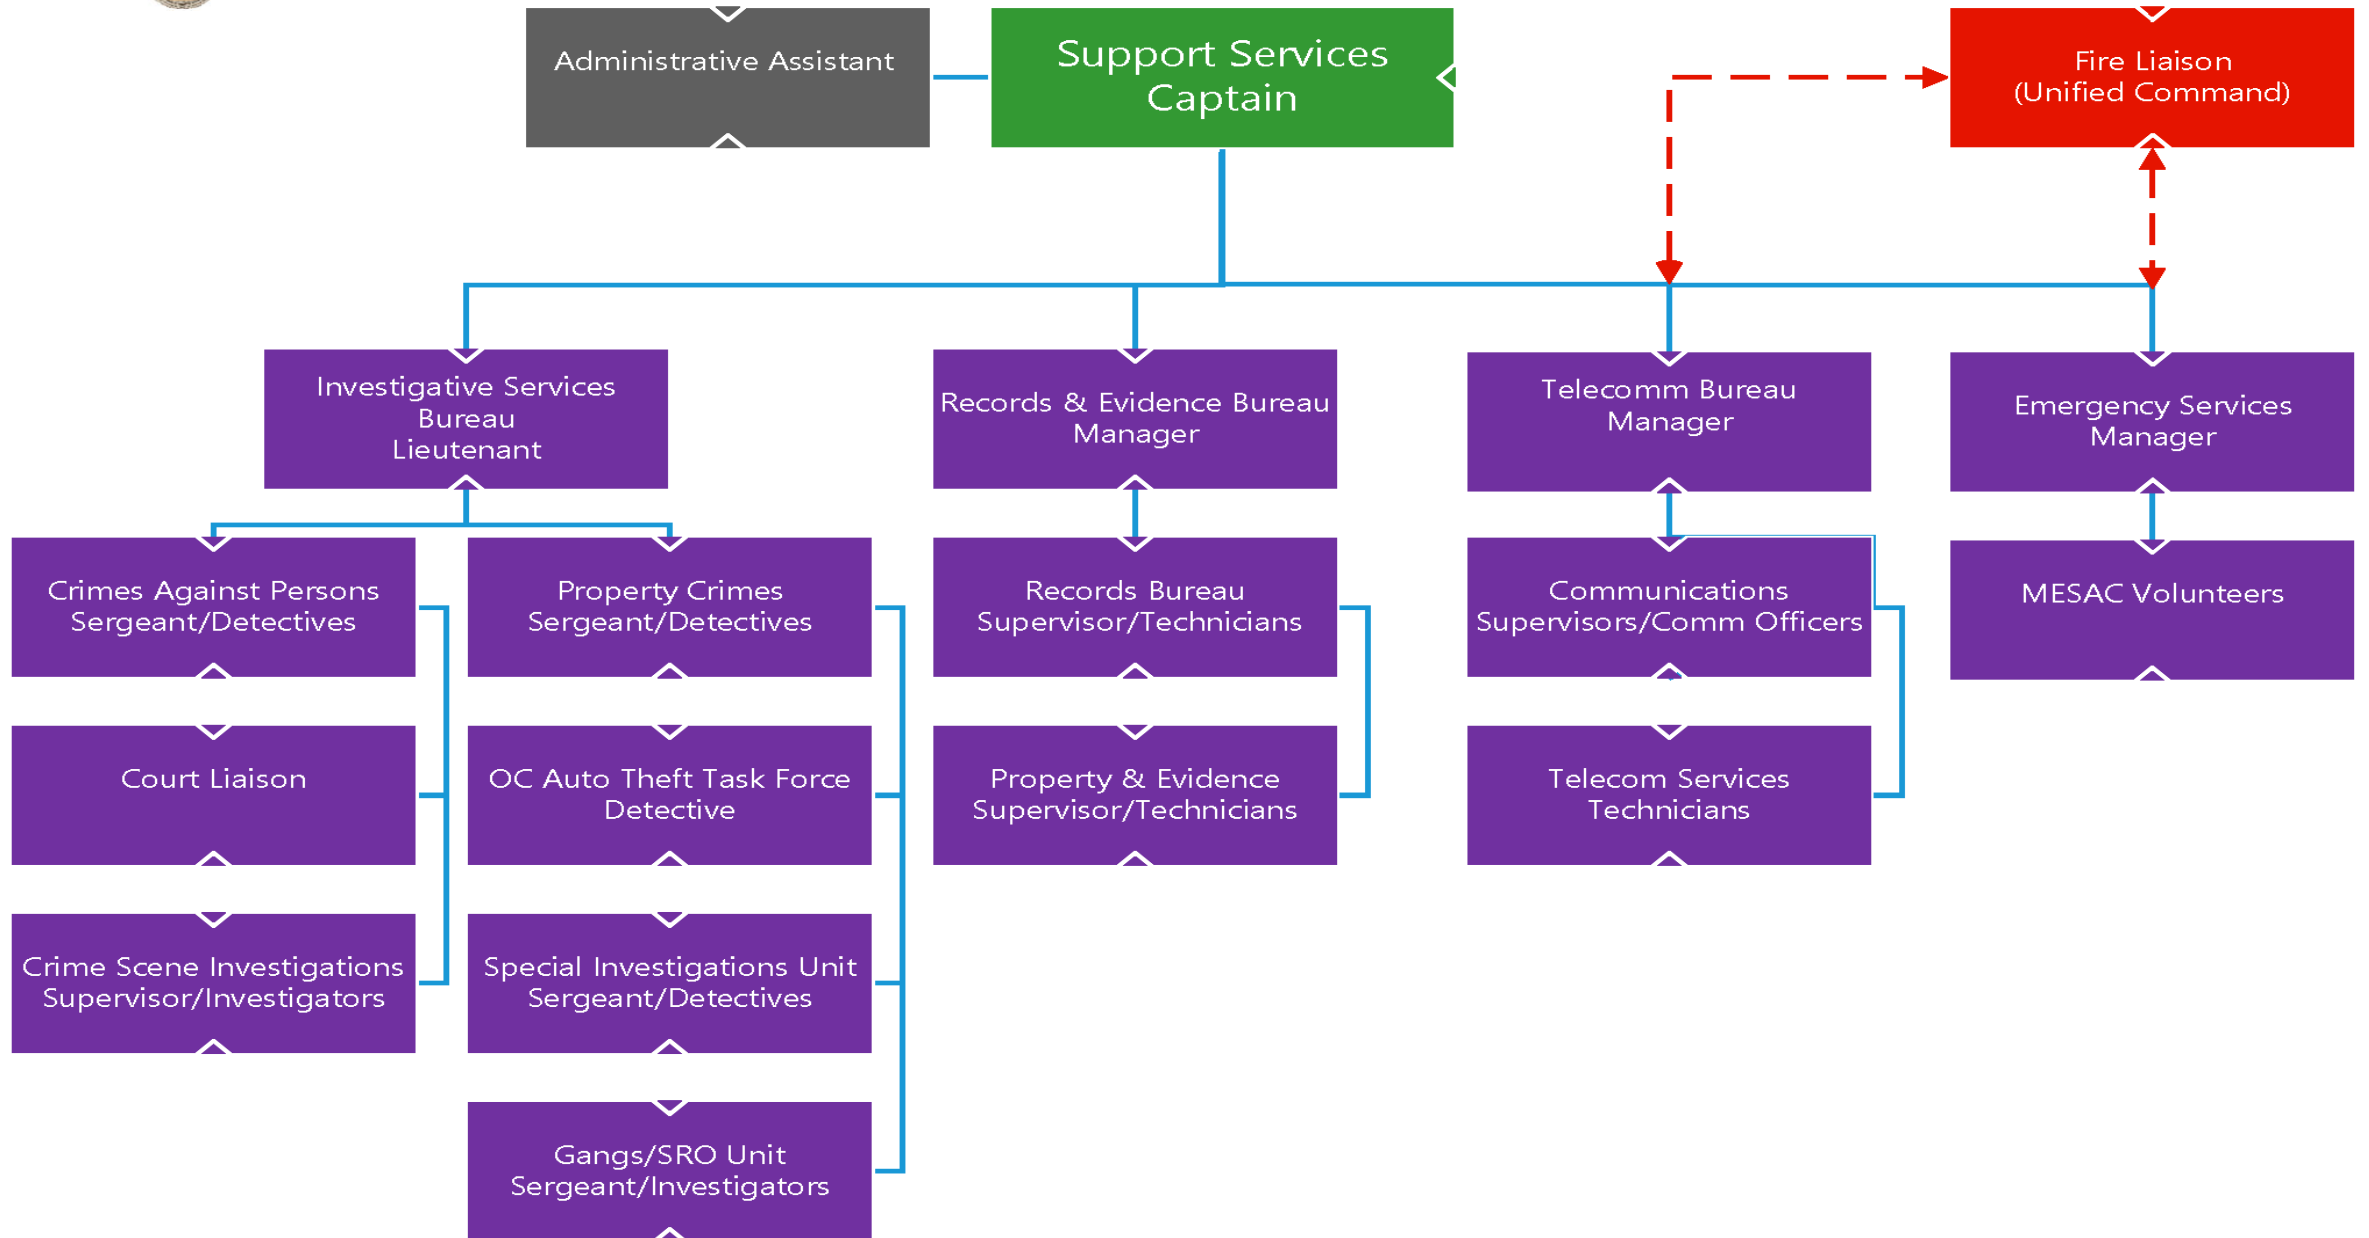 Administrative Assistant
Support Services
Captain
Fire Liaison
(Unified Command)
Investigative Services
Bureau
Lieutenant
Records & Evidence Bureau
Manager
Telecomm Bureau
Manager
Emergency Services
Manager
Crimes Against Persons
Sergeant/Detectives
Property Crimes
Sergeant/Detectives
Records Bureau
Supervisor/Technicians
Communications
Supervisors/Comm Officers
MESAC Volunteers
Court Liaison
OC Auto Theft Task Force
Detective
Property & Evidence
Supervisor/Technicians
Telecom Services
Technicians
Crime Scene Investigations
Supervisor/Investigators
Special Investigations Unit
Sergeant/Detectives
Gangs/SRO Unit
Sergeant/Investigators